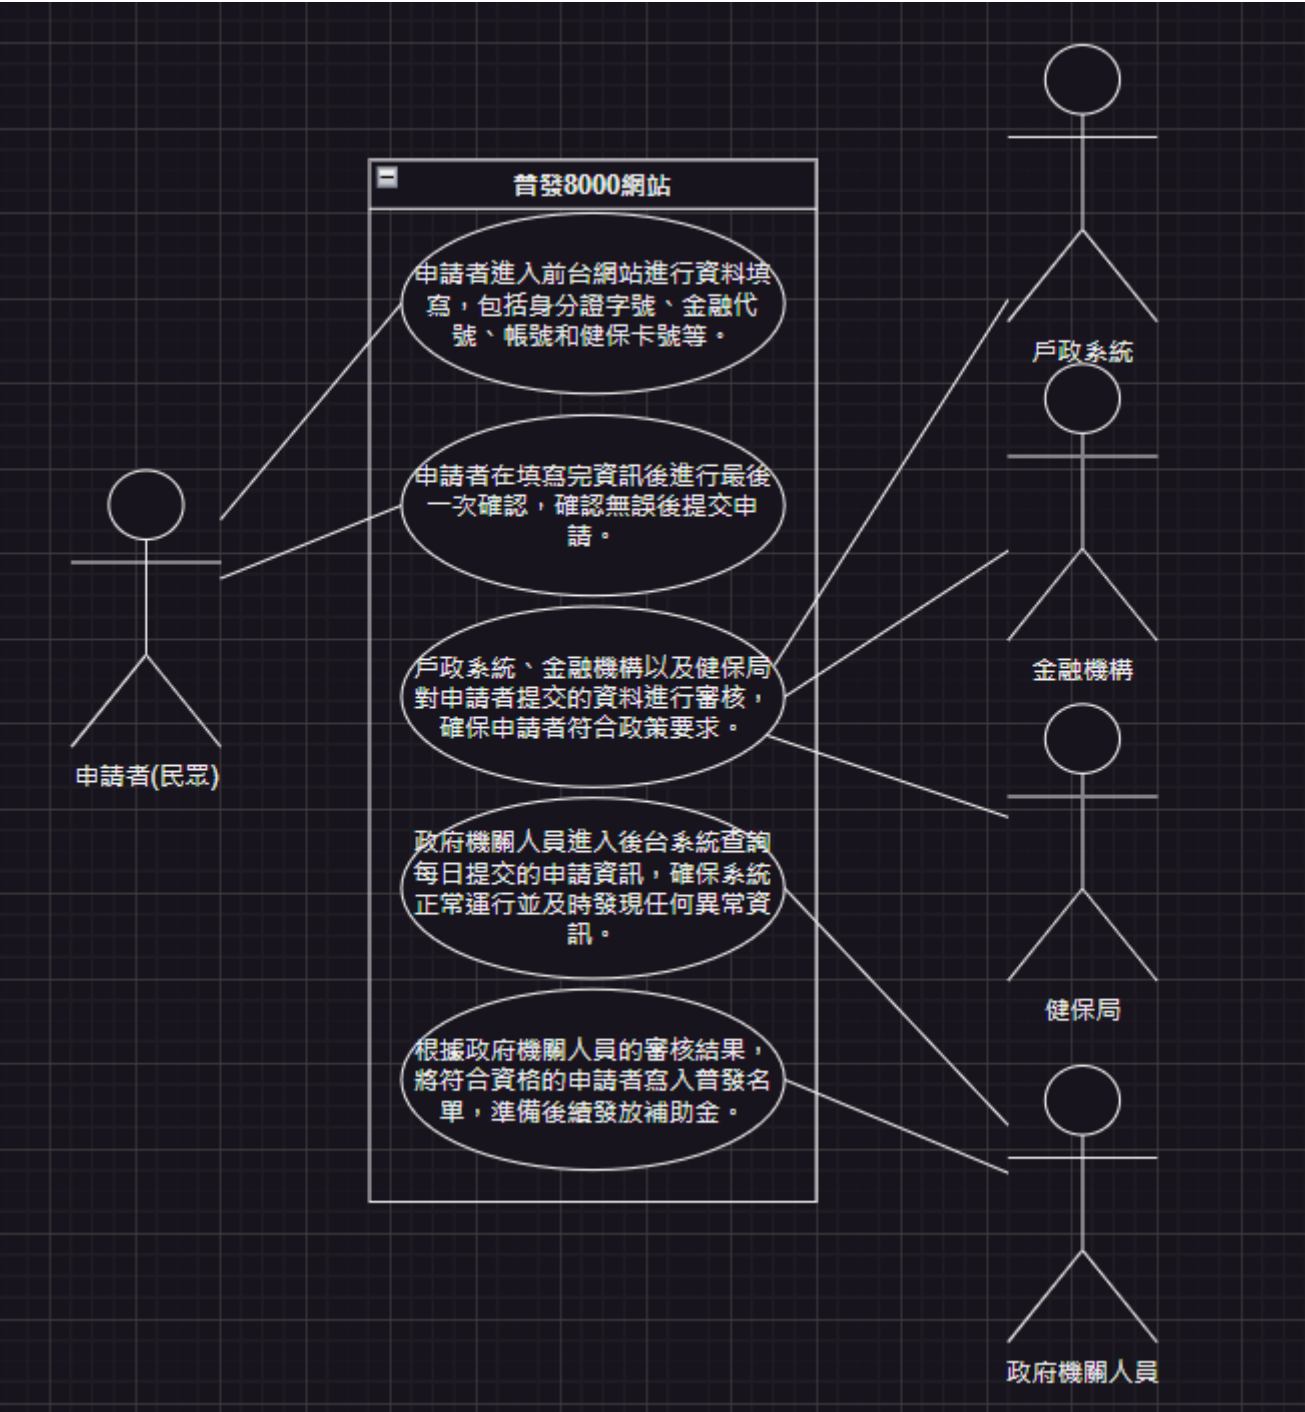 普發8000網站
申請者進入前台網站進行資料填
寫，包括身分證字號、金融代
號、帳號和健保卡號等。
申請者在填寫完資訊後進行最後
一次確認，確認無誤後提交申
請。
戶政系統、金融機構以及健保局
對申請者提交的資料進行審核，
確保申請者符合政策要求。
政府機關人員進入後台系統查詢
每日提交的申請資訊，確保系統
正常運行並及時發現任何異常資
訊。
根據政府機關人員的審核結果，
將符合資格的申請者寫入普發名
單，準備後續發放補助金。
申請者(民眾)
戶政系統
金融機構
健保局
政府機關人員